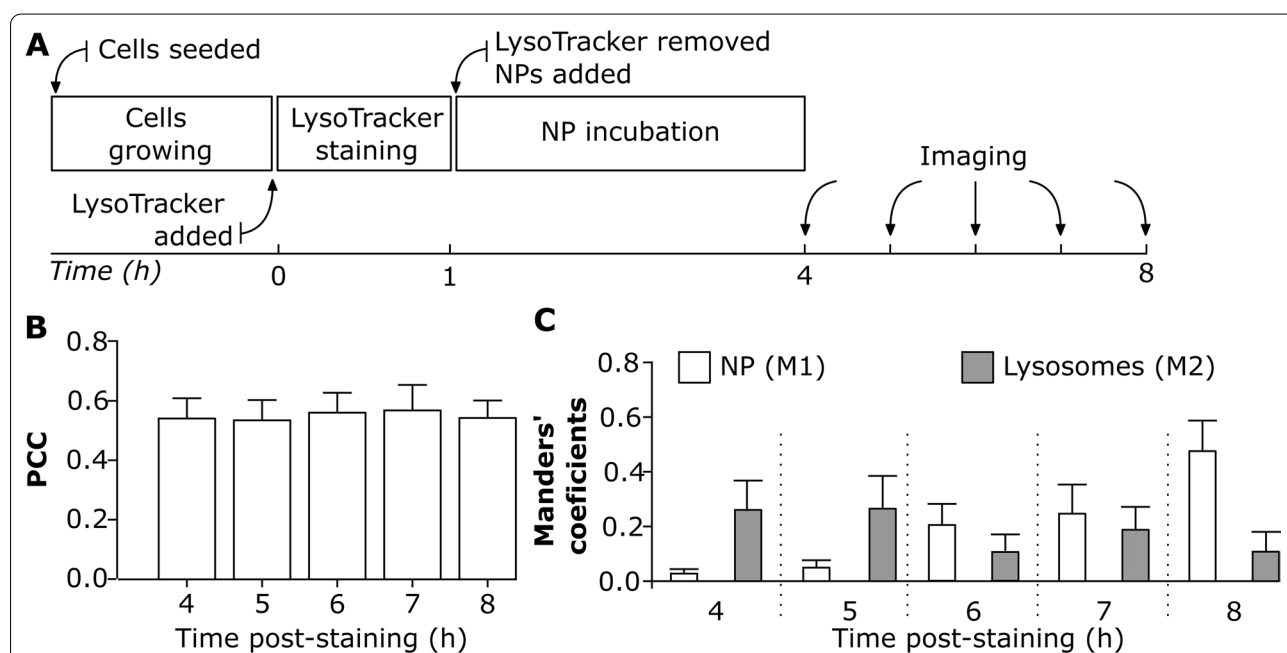 A
Cells seeded
LysoTracker removed
NPs added
Cells
growing
LysoTracker
staining
NP incubation
Imaging
LysoTracker
added
Time (h)
0
1
4
8
B
0.8
0.6
0.4
0.2
0.0
PCC
4 5 6 7 8
Time post-staining (h)
C
NP (M1)
Lysosomes (M2)
0.8
0.6
0.4
0.2
0.0
Manders'
coeficients
4 5 6 7 8
Time post-staining (h)